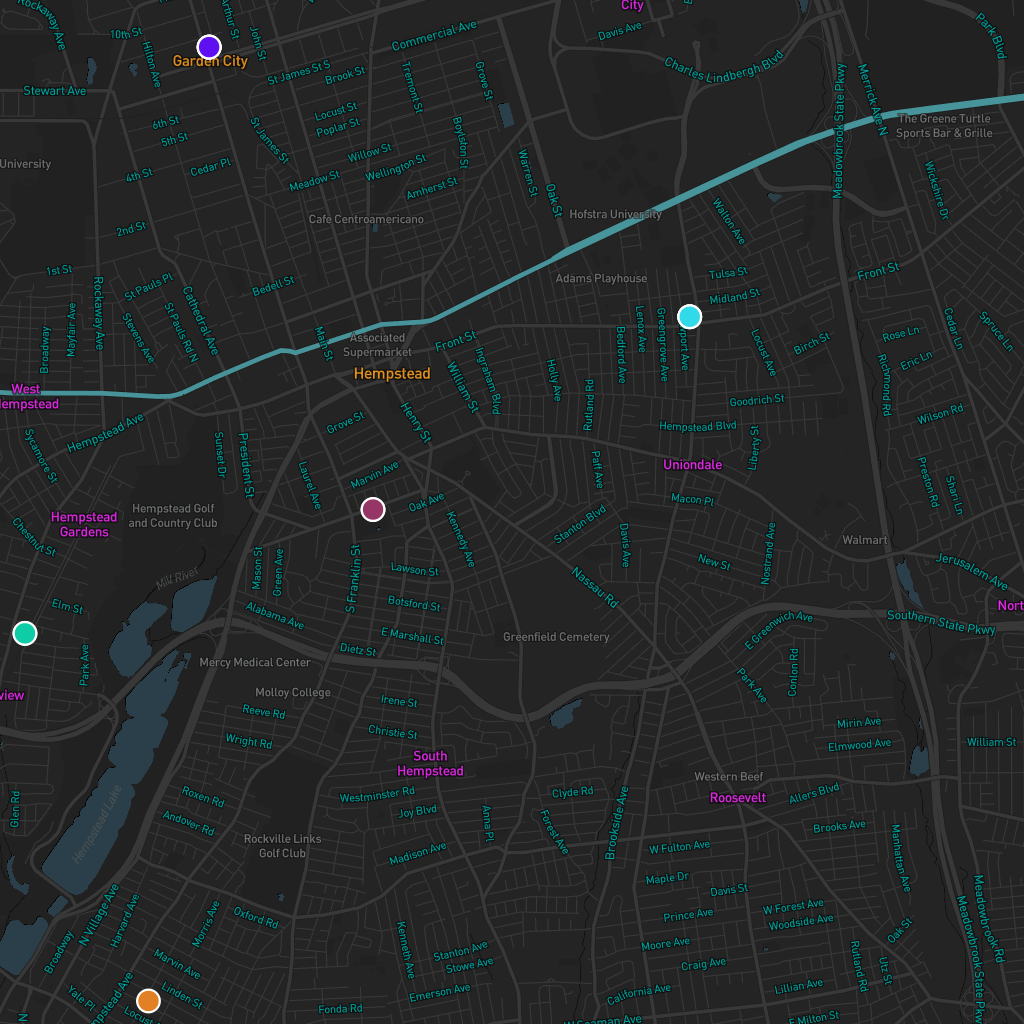 Rockaway Ave
10th St
Arthur St
John St
Hilton Ave
Garden City
Stewart Ave
St James St S
Brook St
Commercial Ave
Tremont St
Grove St
City
Davis Ave
Charles Lindbergh Blvd
Park Blvd
Meadowbrook State Pkwy
Merrick Ave N
The Greene Turtle
Sports Bar & Grille
Locust St
Poplar St
6th St
5th St
St James St
Boylston St
Willow St
Wellington St
Meadow St
Amherst St
Warren St
Oak St
University
4th St
Cedar Pl
Wickshire Dr
Cafe Centroamericano
Hofstra University
Walton Ave
2nd St
1st St
St Pauls Pl
Cathedral Ave
Bedell St
Adams Playhouse
Tulsa St
Midland St
Front St
Rockaway Ave
Mayfair Ave
Broadway
Stevens Ave
St Pauls Rd N
Main St
Associated
Supermarket
Front St
Hempstead
William St
Ingraham Blvd
Holly Ave
Rutland Rd
Bedford Ave
Lenox Ave
Greengrove Ave
Locust Ave
Birch St
Rose Ln
Eric Ln
Cedar Ln
Spruce Ln
Richmond Rd
West
Hempstead
Hempstead Ave
Sycamore St
Sunset Dr
President St
Grove St
Henry St
Goodrich St
Hempstead Blvd
Liberty St
Wilson Rd
Uniondale
Laurel Ave
Marvin Ave
Oak Ave
Paff Ave
Macon Pl
Preston Rd
Shari Ln
Hempstead
Gardens
Hempstead Golf
and Country Club
Chestnut St
Kennedy Ave
Stanton Blvd
Davis Ave
Nostrand Ave
Walmart
Jerusalem Ave
Mill River
Mason St
Green Ave
S Franklin St
Lawson St
Nassau Rd
New St
Elm St
Alabama Ave
Botsford St
E Marshall St
Dietz St
Greenfield Cemetery
E Greenwich Ave
Southern State Pkwy
Park Ave
Mercy Medical Center
Molloy College
Irene St
Christie St
Reeve Rd
Wright Rd
Park Ave
Conlon Rd
Mirin Ave
Elmwood Ave
William St
South
Hempstead
Western Beef
Roosevelt
Glen Rd
Hempstead Lake
Roxen Rd
Andover Rd
Westminster Rd
Joy Blvd
Clyde Rd
Allers Blvd
Rockville Links
Golf Club
Madison Ave
Anna Pl
Forest Ave
Brookside Ave
W Fulton Ave
Brooks Ave
Manhattan Ave
Maple Dr
Davis St
N Village Ave
Harvard Ave
Morris Ave
Oxford Rd
Prince Ave
W Forest Ave
Woodside Ave
Oak St
Meadowbrook Rd
Meadowbrook State Pkwy
Broadway
Marvin Ave
Linden St
Kenneth Ave
Stanton Ave
Stowe Ave
Moore Ave
Craig Ave
Rutland Rd
Utz St
Yale Pl
Fonda Rd
Emerson Ave
California Ave
Lillian Ave
E Milton St
W Seaman Ave